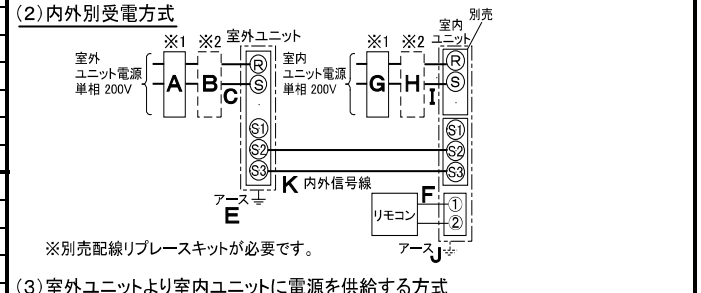 (2)内外別受電方式
別売
※1 ※2 室外ユニット
※1 ※2 室内ユニット
室外
ユニット電源
単相 200V
A B C
R
S
室内
ユニット電源
単相 200V
G H I
R
S
S1
S2
S3
S1
S2
S3
K 内外信号線
アース
E
リモコン
F
①
②
アース J
※別売配線リプレースキットが必要です。
(3)室外ユニットより室内ユニットに電源を供給する方式